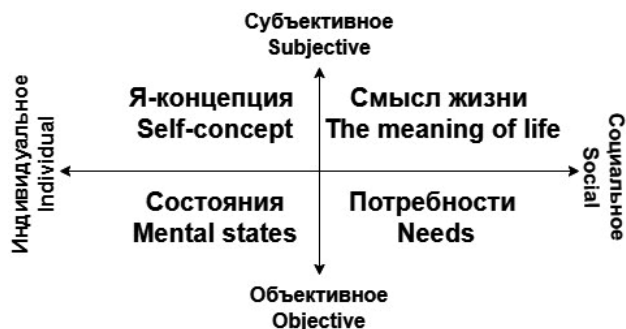 Субъективное
Subjective
Я-концепция
Self-concept
Смысл жизни
The meaning of life
Индивидуальное
Individual
Социальное
Social
Состояния
Mental states
Потребности
Needs
Объективное
Objective